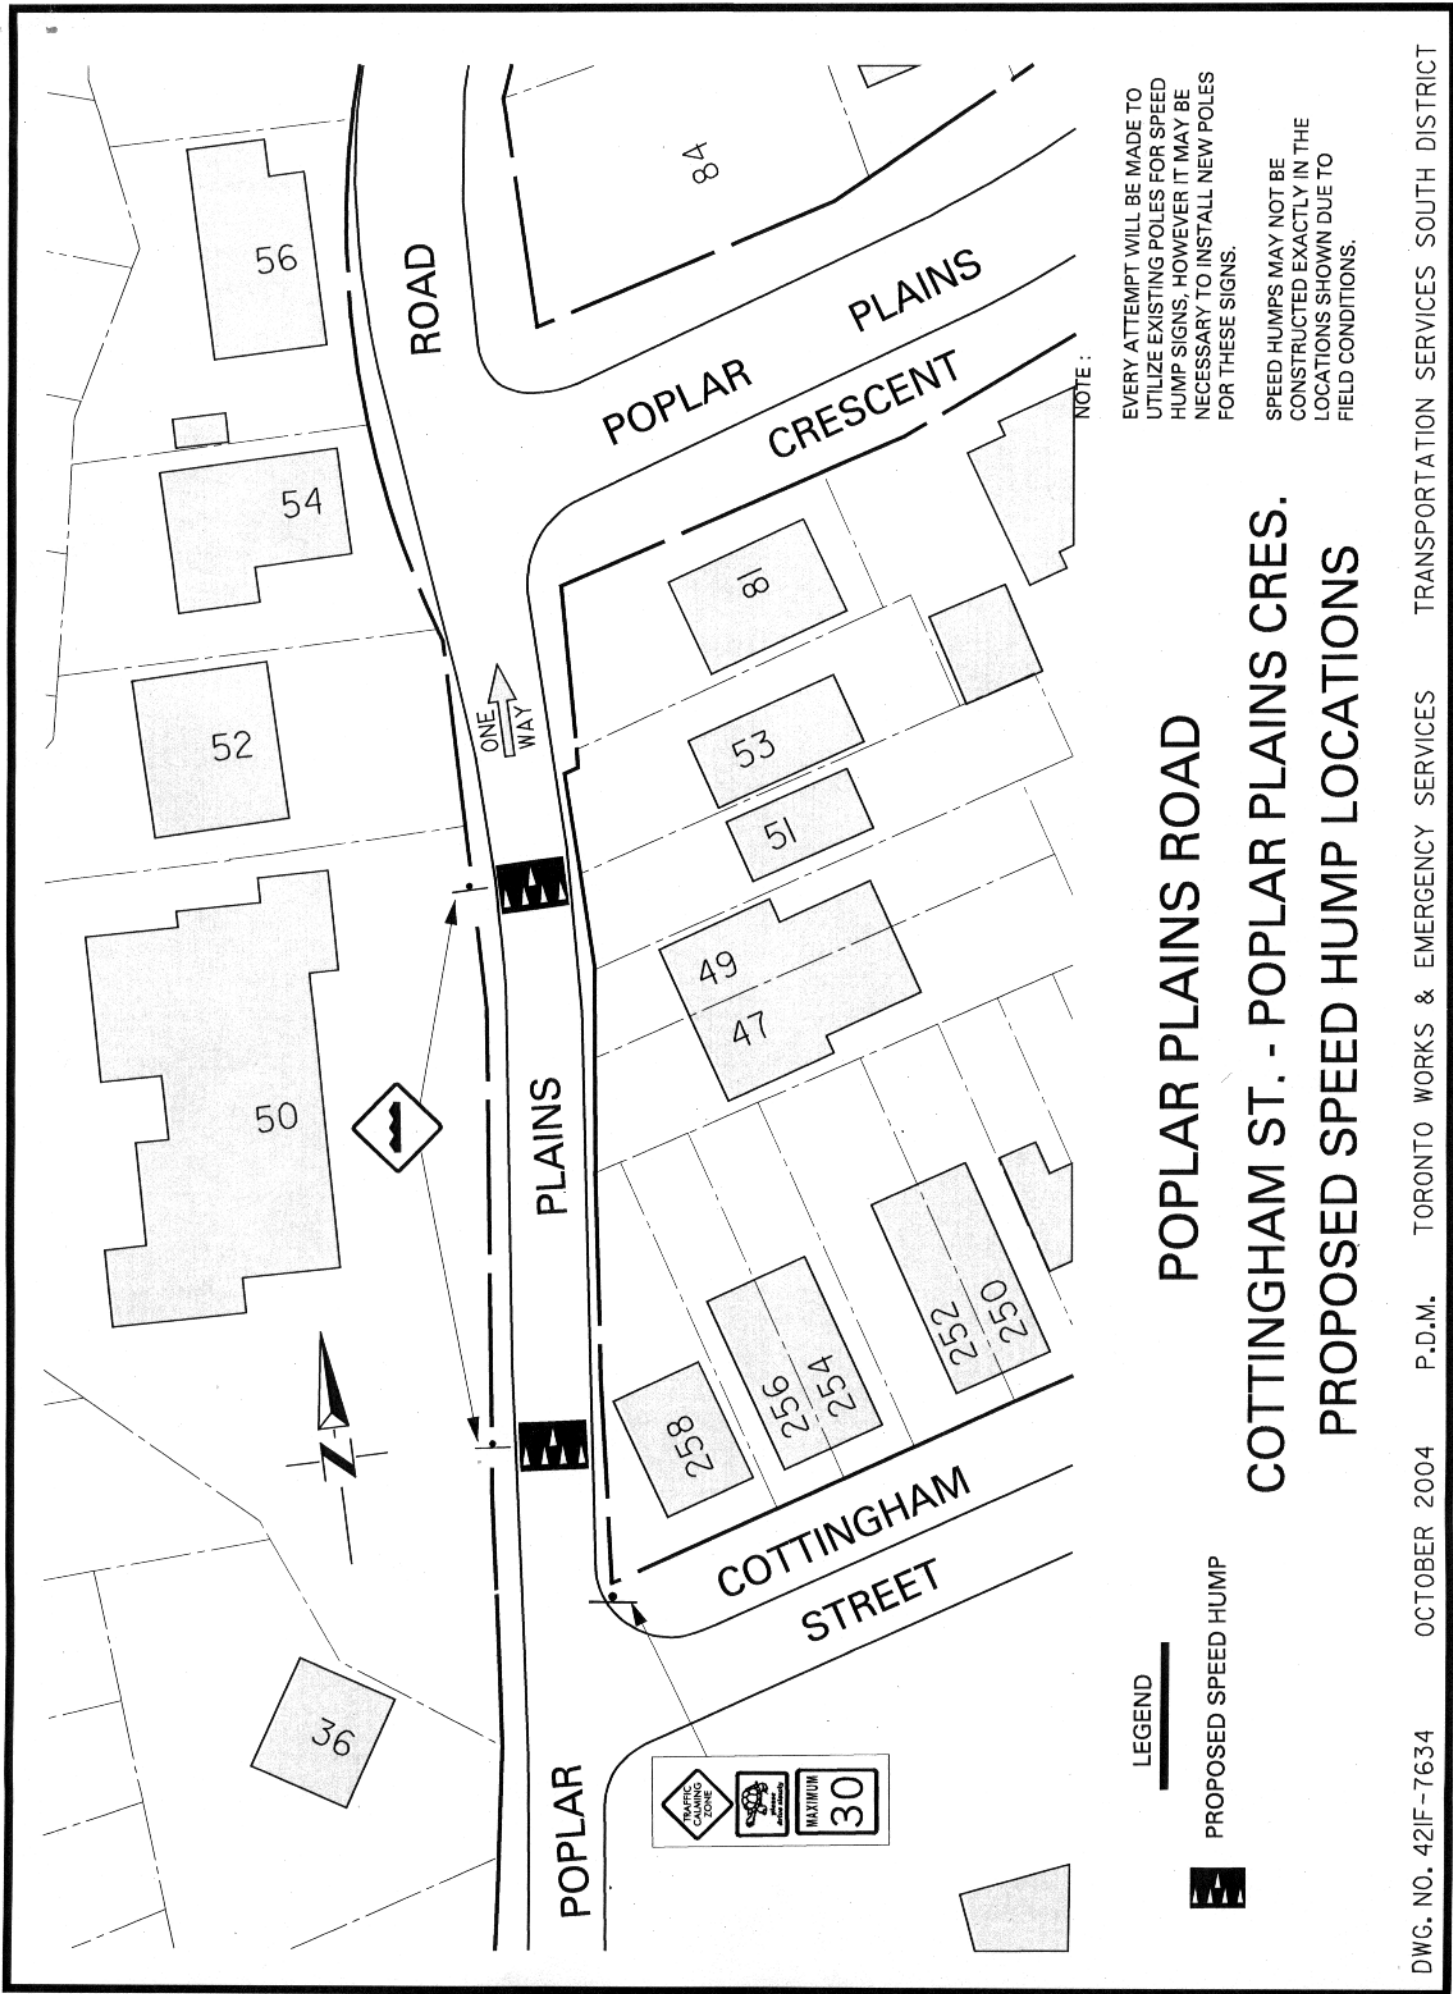 56
54
52
50
36
ROAD
84
POPLAR
PLAINS
CRESCENT
ONE
WAY
81
53
51
49
47
PLAINS
N
258
256
254
252
250
COTTINGHAM
STREET
POPLAR
TRAFFIC
CALMING
ZONE
please
drive slowly
MAXIMUM
30
NOTE :
EVERY ATTEMPT WILL BE MADE TO
UTILIZE EXISTING POLES FOR SPEED
HUMP SIGNS, HOWEVER IT MAY BE
NECESSARY TO INSTALL NEW POLES
FOR THESE SIGNS.
SPEED HUMPS MAY NOT BE
CONSTRUCTED EXACTLY IN THE
LOCATIONS SHOWN DUE TO
FIELD CONDITIONS.
LEGEND
PROPOSED SPEED HUMP
POPLAR PLAINS ROAD
COTTINGHAM ST. - POPLAR PLAINS CRES.
PROPOSED SPEED HUMP LOCATIONS
DWG. NO. 421F-7634 OCTOBER 2004 P.D.M. TORONTO WORKS & EMERGENCY SERVICES TRANSPORTATION SERVICES SOUTH DISTRICT